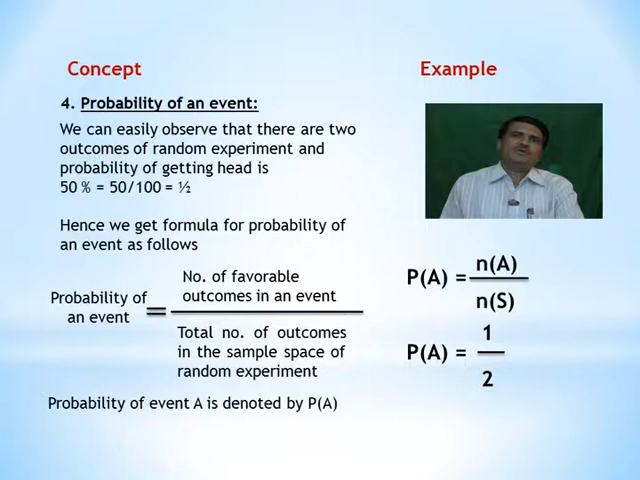 Concept
Example
4. Probability of an event:
We can easily observe that there are two
outcomes of random experiment and
probability of getting head is
50 % = 50/100 = ½
Hence we get formula for probability of
an event as follows
Probability of
an event
=
No. of favorable
outcomes in an event
Total no. of outcomes
in the sample space of
random experiment
Probability of event A is denoted by P(A)
P(A) =
n(A)
n(S)
P(A) =
1
2